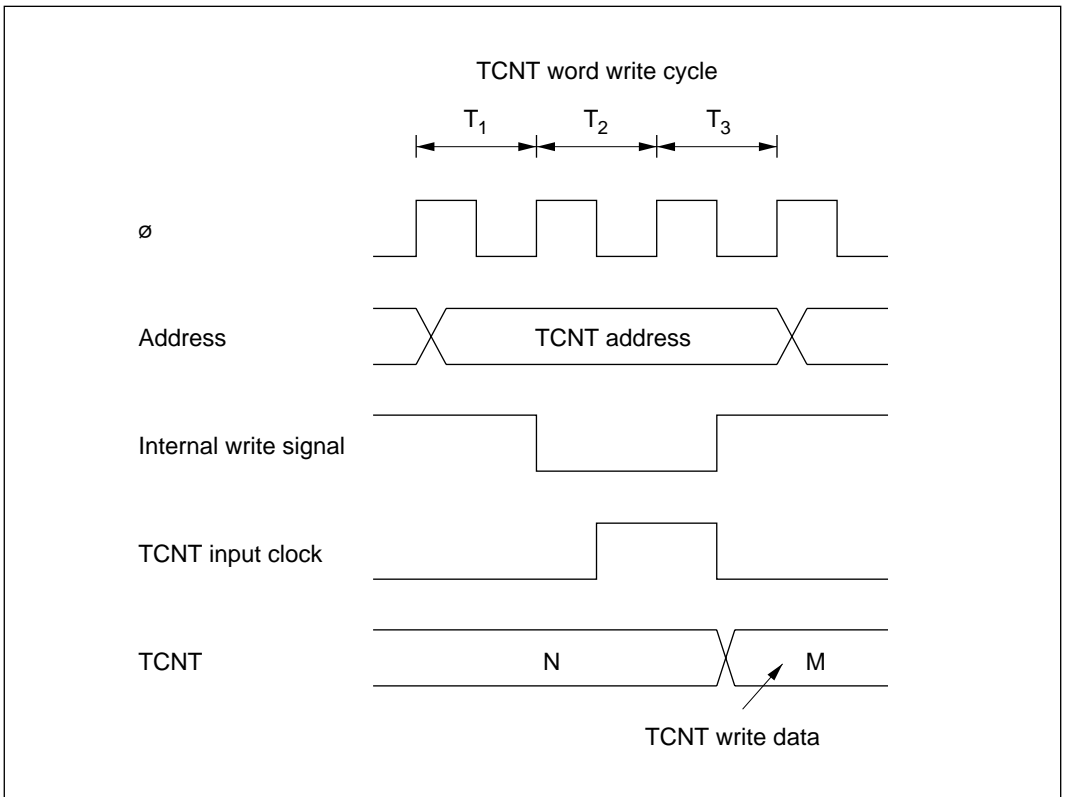 TCNT word write cycle
T1 T2 T3
ø
Address TCNT address
Internal write signal
TCNT input clock
TCNT N M
TCNT write data